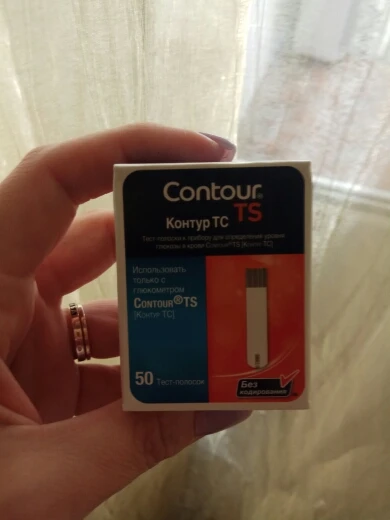 Contour
TS
Контур ТС
Тест-полоски к прибору для определения уровня
глюкозы в крови Contour® TS (Контур ТС)
Использовать
только с
глюкометром
Contour®TS
(Контур ТС)
50 Тест-полосок
Без
кодирования